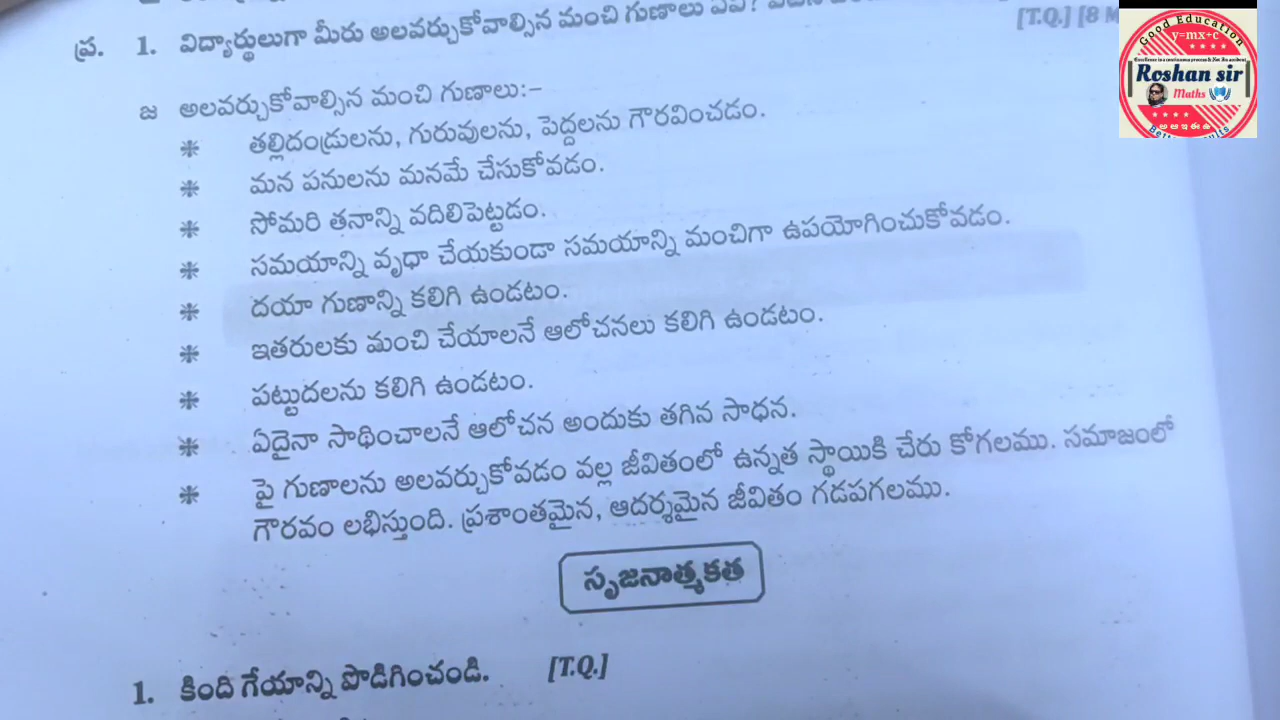 ప్ర. 1. విద్యార్థులుగా మీరు అలవర్చుకోవాల్సిన మంచి గుణాలు ఏవి?
[T.Q.] [8 M
జ అలవర్చుకోవాల్సిన మంచి గుణాలు:-
* తల్లిదండ్రులను, గురువులను, పెద్దలను గౌరవించడం.
* మన పనులను మనమే చేసుకోవడం.
* సోమరి తనాన్ని వదిలిపెట్టడం.
* సమయాన్ని వృధా చేయకుండా సమయాన్ని మంచిగా ఉపయోగించుకోవడం.
* దయా గుణాన్ని కలిగి ఉండటం.
* ఇతరులకు మంచి చేయాలనే ఆలోచనలు కలిగి ఉండటం.
* పట్టుదలను కలిగి ఉండటం.
* ఏదైనా సాధించాలనే ఆలోచన అందుకు తగిన సాధన.
* పై గుణాలను అలవర్చుకోవడం వల్ల జీవితంలో ఉన్నత స్థాయికి చేరు కోగలము. సమాజంలో
గౌరవం లభిస్తుంది. ప్రశాంతమైన, ఆదర్శమైన జీవితం గడపగలము.
సృజనాత్మకత
1. కింది గేయాన్ని పొడిగించండి. [T.Q.]
Good Education
y=mx+c
Roshan sir
Maths